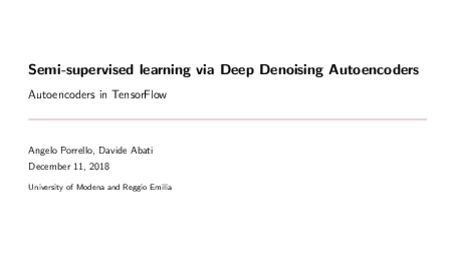 Semi-supervised learning via Deep Denoising Autoencoders
Autoencoders in TensorFlow
Angelo Porrello, Davide Abati
December 11, 2018
University of Modena and Reggio Emilia